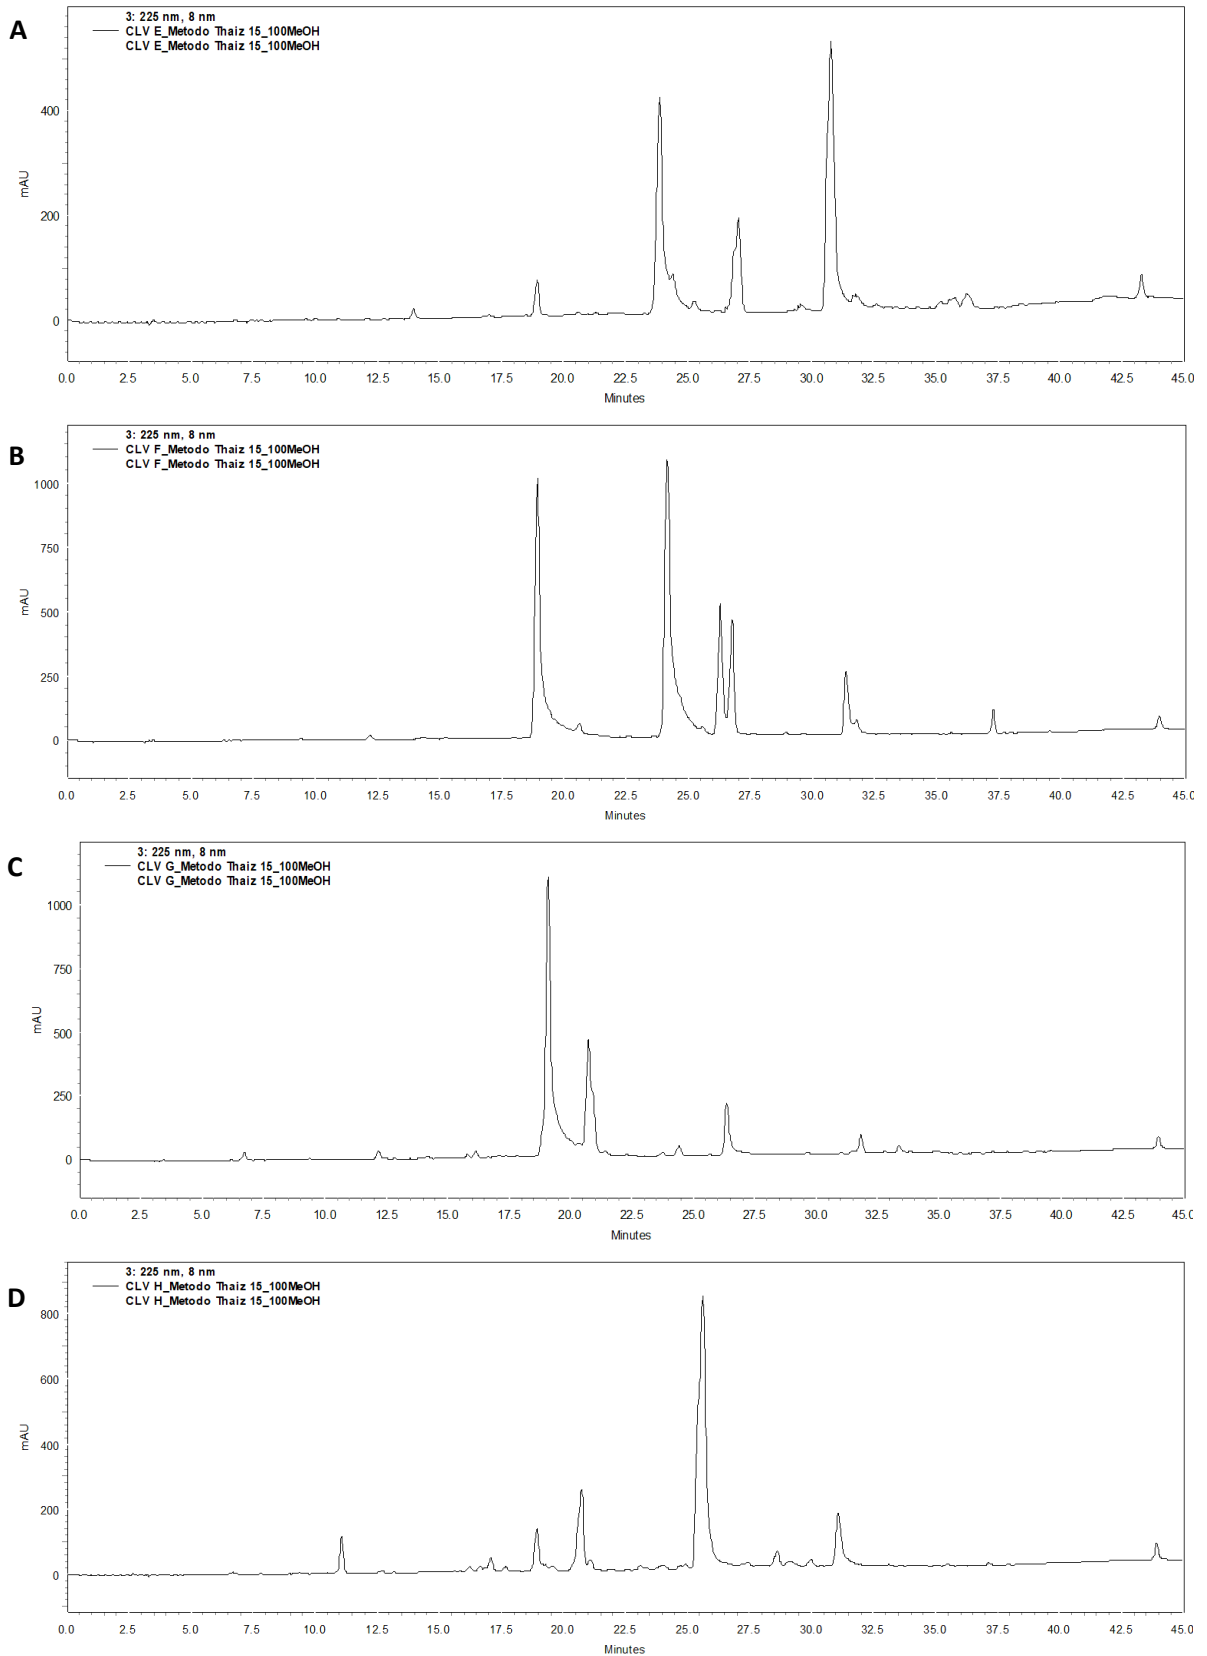 A
3: 225 nm, 8 nm
CLV E_Metodo Thaiz 15_100MeOH
CLV E_Metodo Thaiz 15_100MeOH
mAU
400
200
0
0.0 2.5 5.0 7.5 10.0 12.5 15.0 17.5 20.0 22.5 25.0 27.5 30.0 32.5 35.0 37.5 40.0 42.5 45.0
Minutes
B
3: 225 nm, 8 nm
CLV F_Metodo Thaiz 15_100MeOH
CLV F_Metodo Thaiz 15_100MeOH
mAU
1000
750
500
250
0
0.0 2.5 5.0 7.5 10.0 12.5 15.0 17.5 20.0 22.5 25.0 27.5 30.0 32.5 35.0 37.5 40.0 42.5 45.0
Minutes
C
3: 225 nm, 8 nm
CLV G_Metodo Thaiz 15_100MeOH
CLV G_Metodo Thaiz 15_100MeOH
mAU
1000
750
500
250
0
0.0 2.5 5.0 7.5 10.0 12.5 15.0 17.5 20.0 22.5 25.0 27.5 30.0 32.5 35.0 37.5 40.0 42.5 45.0
Minutes
D
3: 225 nm, 8 nm
CLV H_Metodo Thaiz 15_100MeOH
CLV H_Metodo Thaiz 15_100MeOH
mAU
800
600
400
200
0
0.0 2.5 5.0 7.5 10.0 12.5 15.0 17.5 20.0 22.5 25.0 27.5 30.0 32.5 35.0 37.5 40.0 42.5 45.0
Minutes